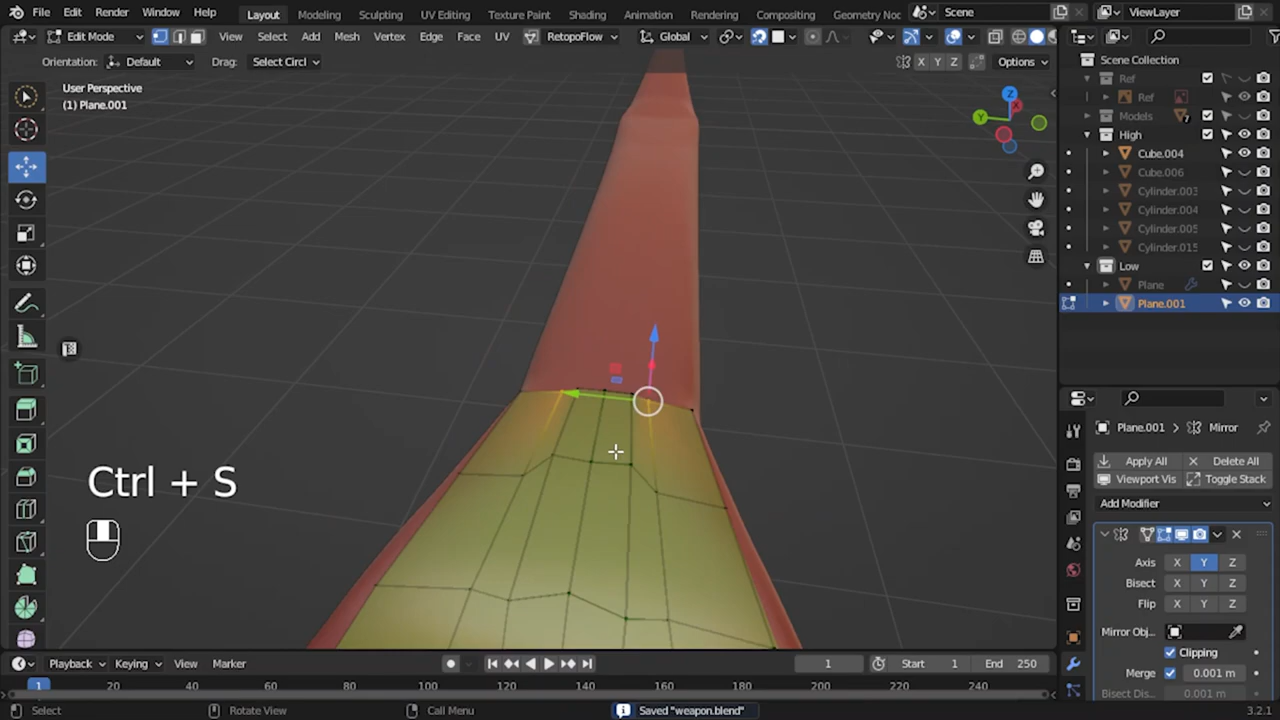 File Edit Render Window Help Layout Modeling Sculpting UV Editing Texture Paint Shading Animation Rendering Compositing Geometry Noc Scene ViewLayer
Edit Mode View Select Add Mesh Vertex Edge Face UV RetopoFlow Global
Orientation: Default Drag: Select Circl X Y Z Options
User Perspective
(1) Plane.001
Z
X
Y
Scene Collection
Ref
Ref
Models
High
Cube.004
Cube.006
Cylinder.003
Cylinder.004
Cylinder.005
Cylinder.015
Low
Plane
Plane.001
Plane.001 Mirror
Apply All Delete All
Viewport Vis Toggle Stack
Add Modifier
Axis X Y Z
Bisect X Y Z
Flip X Y Z
Mirror Obj...
Clipping
Merge 0.001 m
Bisect Dis... 0.001 m
Ctrl + S
Playback Keying View Marker 1 Start 1 End 250
1 20 40 60 80 100 120 140 160 180 200 220 240
Select Rotate View Call Menu Saved "weapon.blend" 3.2.1